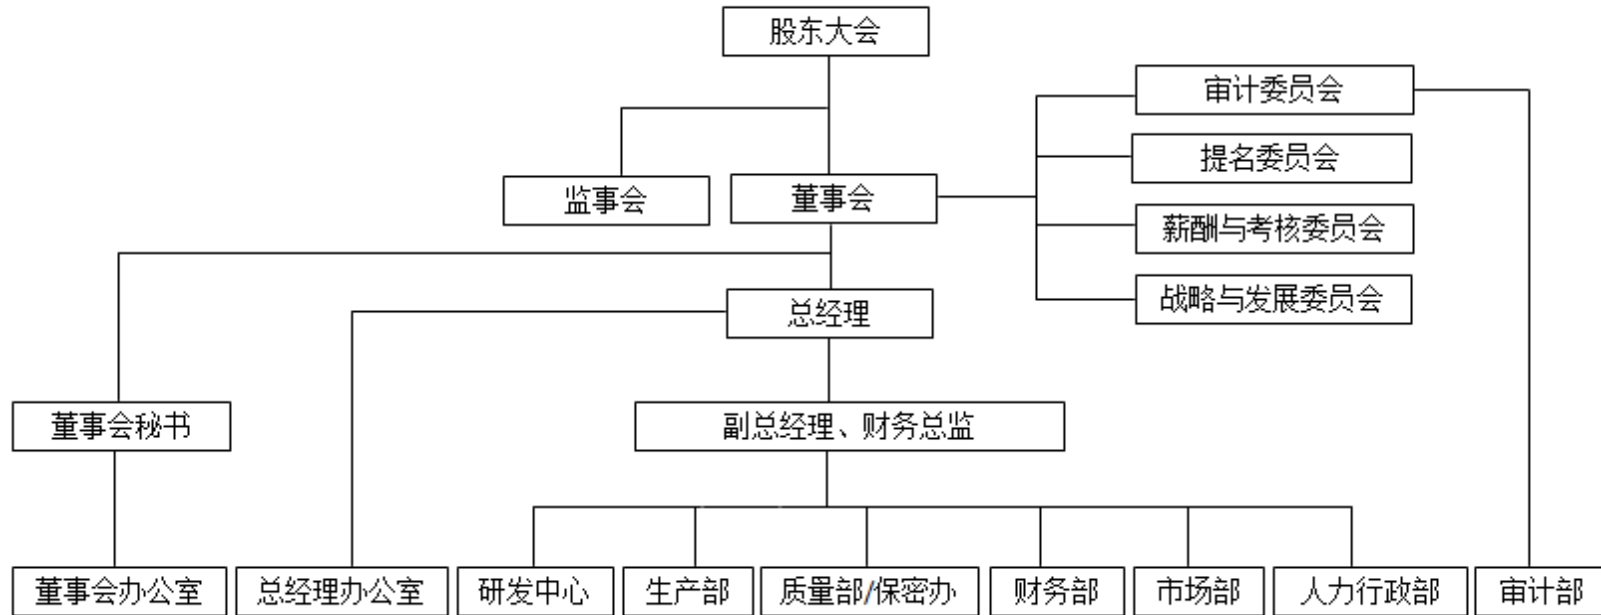 股东大会
审计委员会
提名委员会
监事会
董事会
薪酬与考核委员会
战略与发展委员会
总经理
董事会秘书
副总经理、财务总监
董事会办公室
总经理办公室
研发中心
生产部
质量部/保密办
财务部
市场部
人力行政部
审计部